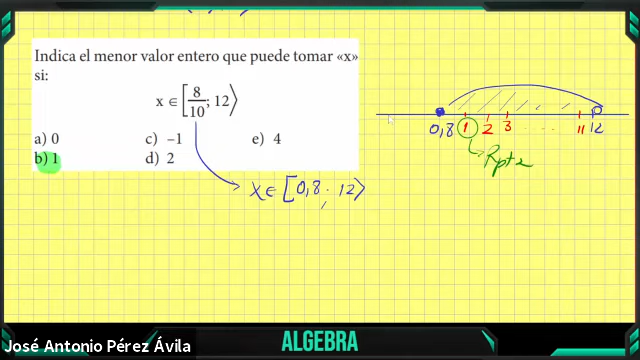 Indica el menor valor entero que puede tomar «x»
si:
x ∈ [8/10 ; 12⟩
a) 0 c) –1 e) 4
b) 1 d) 2
x ∈ [0,8 ; 12⟩
0,8 1 2 3 ..... 11 12
Rpta
José Antonio Pérez Ávila
ALGEBRA